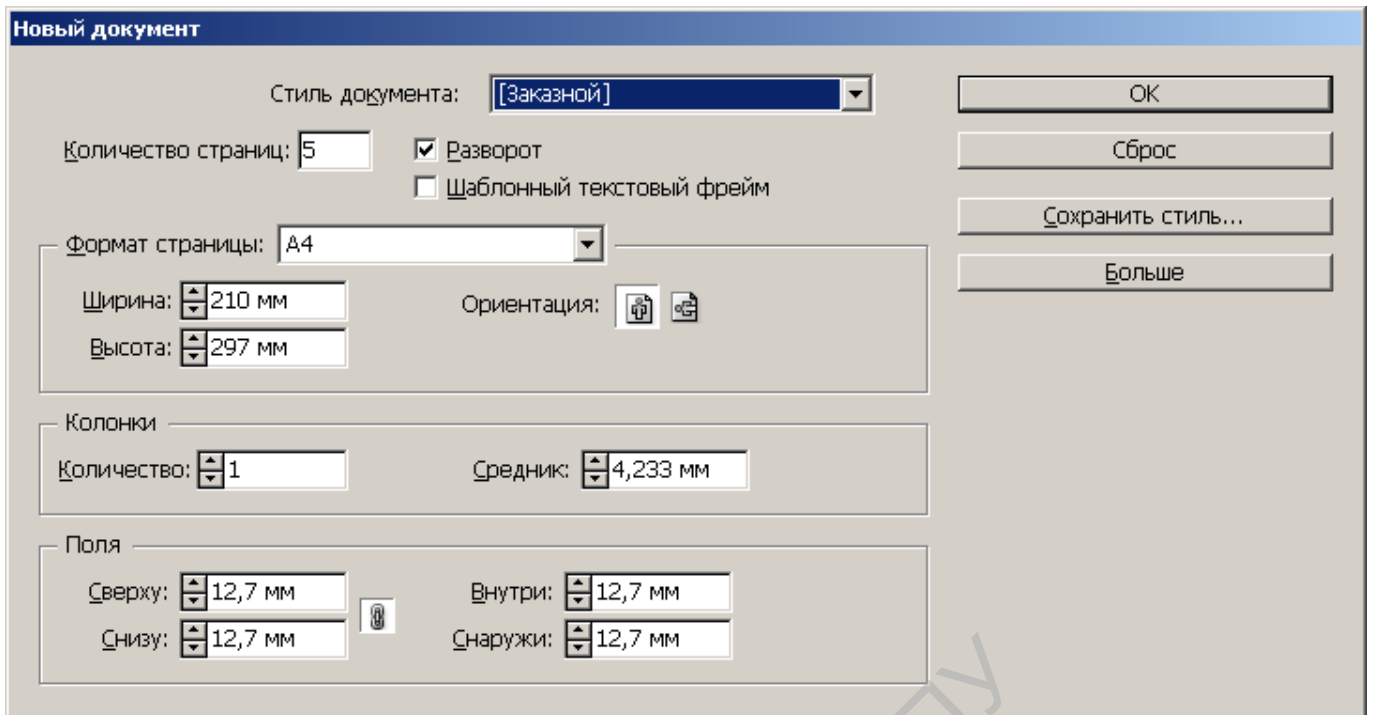 Новый документ
Стиль документа: [Заказной]
OK
Количество страниц: 5
Разворот
Сброс
Шаблонный текстовый фрейм
Сохранить стиль...
Формат страницы: A4
Больше
Ширина: 210 мм
Ориентация:
Высота: 297 мм
Колонки
Количество: 1
Средник: 4,233 мм
Поля
Сверху: 12,7 мм
Внутри: 12,7 мм
Снизу: 12,7 мм
Снаружи: 12,7 мм